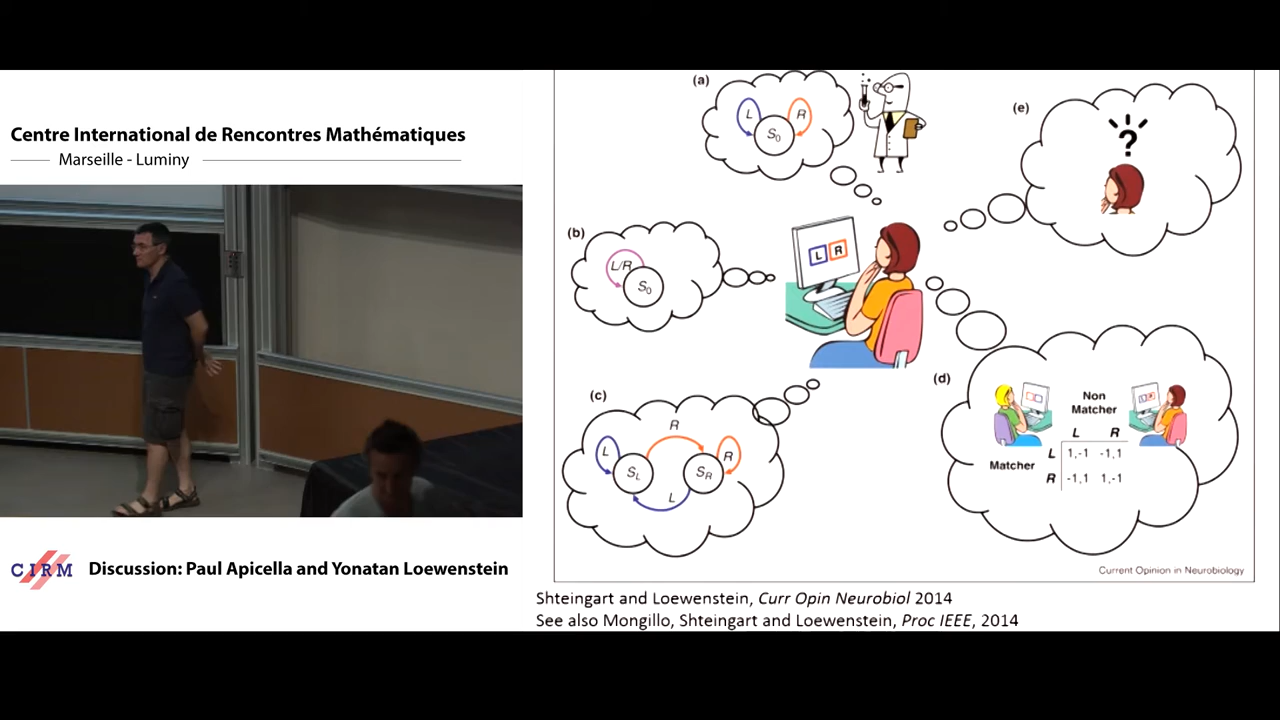 Centre International de Rencontres Mathématiques
Marseille - Luminy
CIRM
Discussion: Paul Apicella and Yonatan Loewenstein
(a)
L
R
S0
(b)
L/R
S0
(c)
R
L
R
SL
SR
L
L R
(e)
?
(d)
Non
Matcher
L R
Matcher
L 1,-1 -1,1
R -1,1 1,-1
Current Opinion in Neurobiology
Shteingart and Loewenstein, Curr Opin Neurobiol 2014
See also Mongillo, Shteingart and Loewenstein, Proc IEEE, 2014